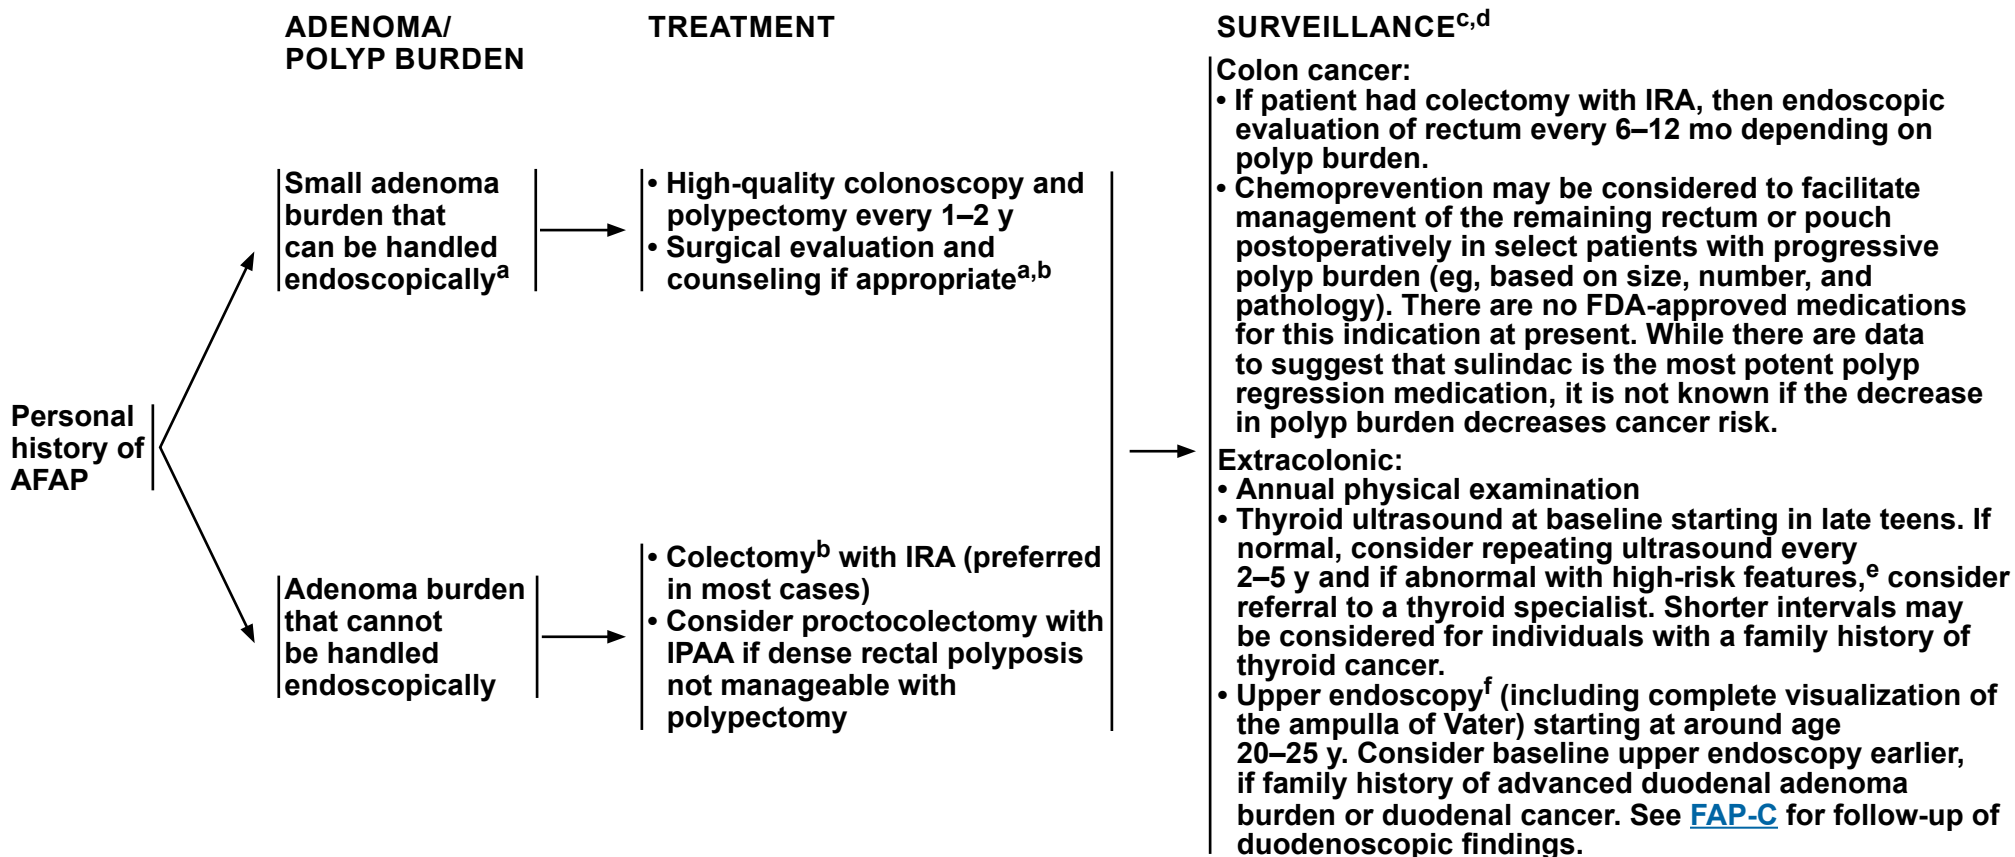 ADENOMA/
POLYP BURDEN
TREATMENT
SURVEILLANCEc,d
Personal
history of
AFAP
Small adenoma
burden that
can be handled
endoscopicallya
• High-quality colonoscopy and
polypectomy every 1–2 y
• Surgical evaluation and
counseling if appropriatea,b
Adenoma burden
that cannot
be handled
endoscopically
• Colectomyb with IRA (preferred
in most cases)
• Consider proctocolectomy with
IPAA if dense rectal polyposis
not manageable with
polypectomy
Colon cancer:
• If patient had colectomy with IRA, then endoscopic
evaluation of rectum every 6–12 mo depending on
polyp burden.
• Chemoprevention may be considered to facilitate
management of the remaining rectum or pouch
postoperatively in select patients with progressive
polyp burden (eg, based on size, number, and
pathology). There are no FDA-approved medications
for this indication at present. While there are data
to suggest that sulindac is the most potent polyp
regression medication, it is not known if the decrease
in polyp burden decreases cancer risk.
Extracolonic:
• Annual physical examination
• Thyroid ultrasound at baseline starting in late teens. If
normal, consider repeating ultrasound every
2–5 y and if abnormal with high-risk features,e consider
referral to a thyroid specialist. Shorter intervals may
be considered for individuals with a family history of
thyroid cancer.
• Upper endoscopyf (including complete visualization of
the ampulla of Vater) starting at around age
20–25 y. Consider baseline upper endoscopy earlier,
if family history of advanced duodenal adenoma
burden or duodenal cancer. See FAP-C for follow-up of
duodenoscopic findings.